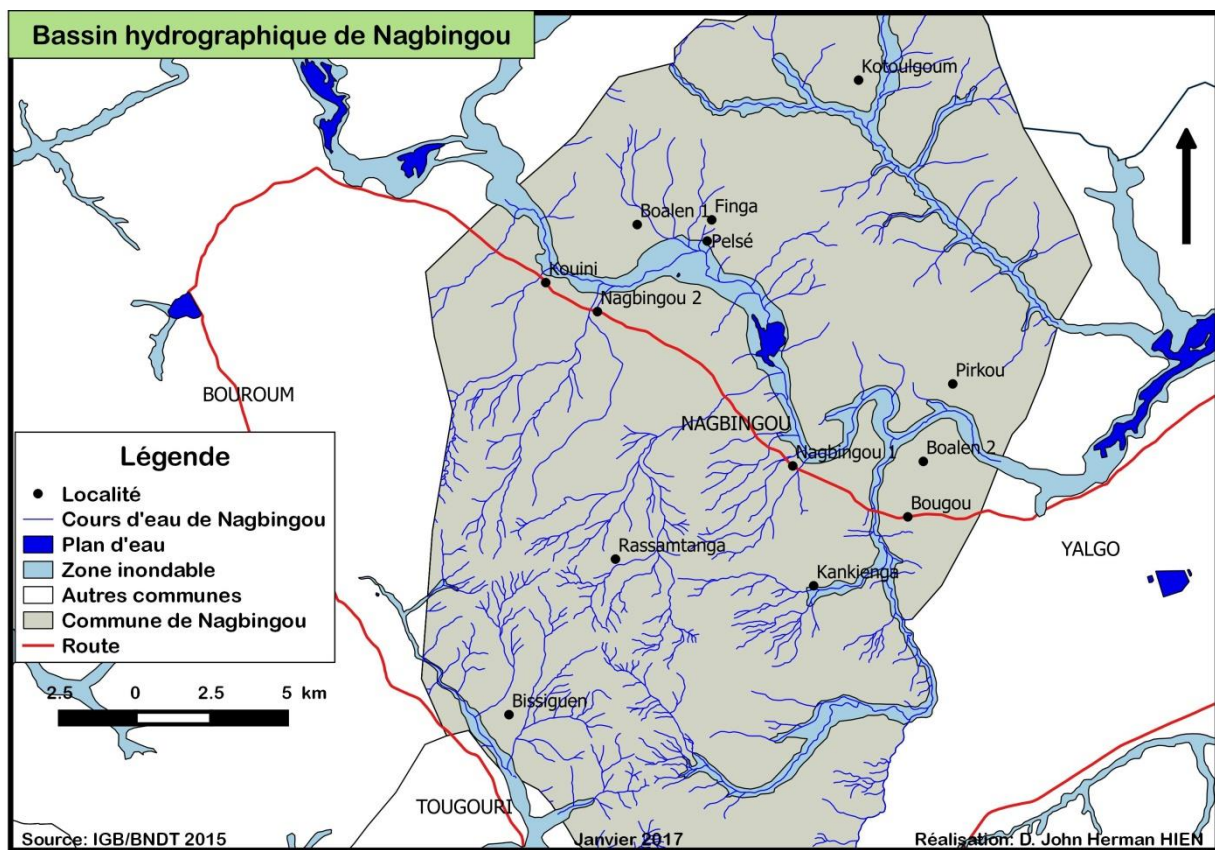 Bassin hydrographique de Nagbingou
Kotoulgoum
Boalen 1
Finga
Pelsé
Kouini
Nagbingou 2
Pirkou
BOUROUM
NAGBINGOU
Nagbingou 1
Boalen 2
Bougou
Rassamtanga
YALGO
Kankienga
Bissiguen
TOUGOURI
Légende
Localité
Cours d'eau de Nagbingou
Plan d'eau
Zone inondable
Autres communes
Commune de Nagbingou
Route
2.5 0 2.5 5 km
Source: IGB/BNDT 2015
Janvier 2017
Réalisation: D. John Herman HIEN